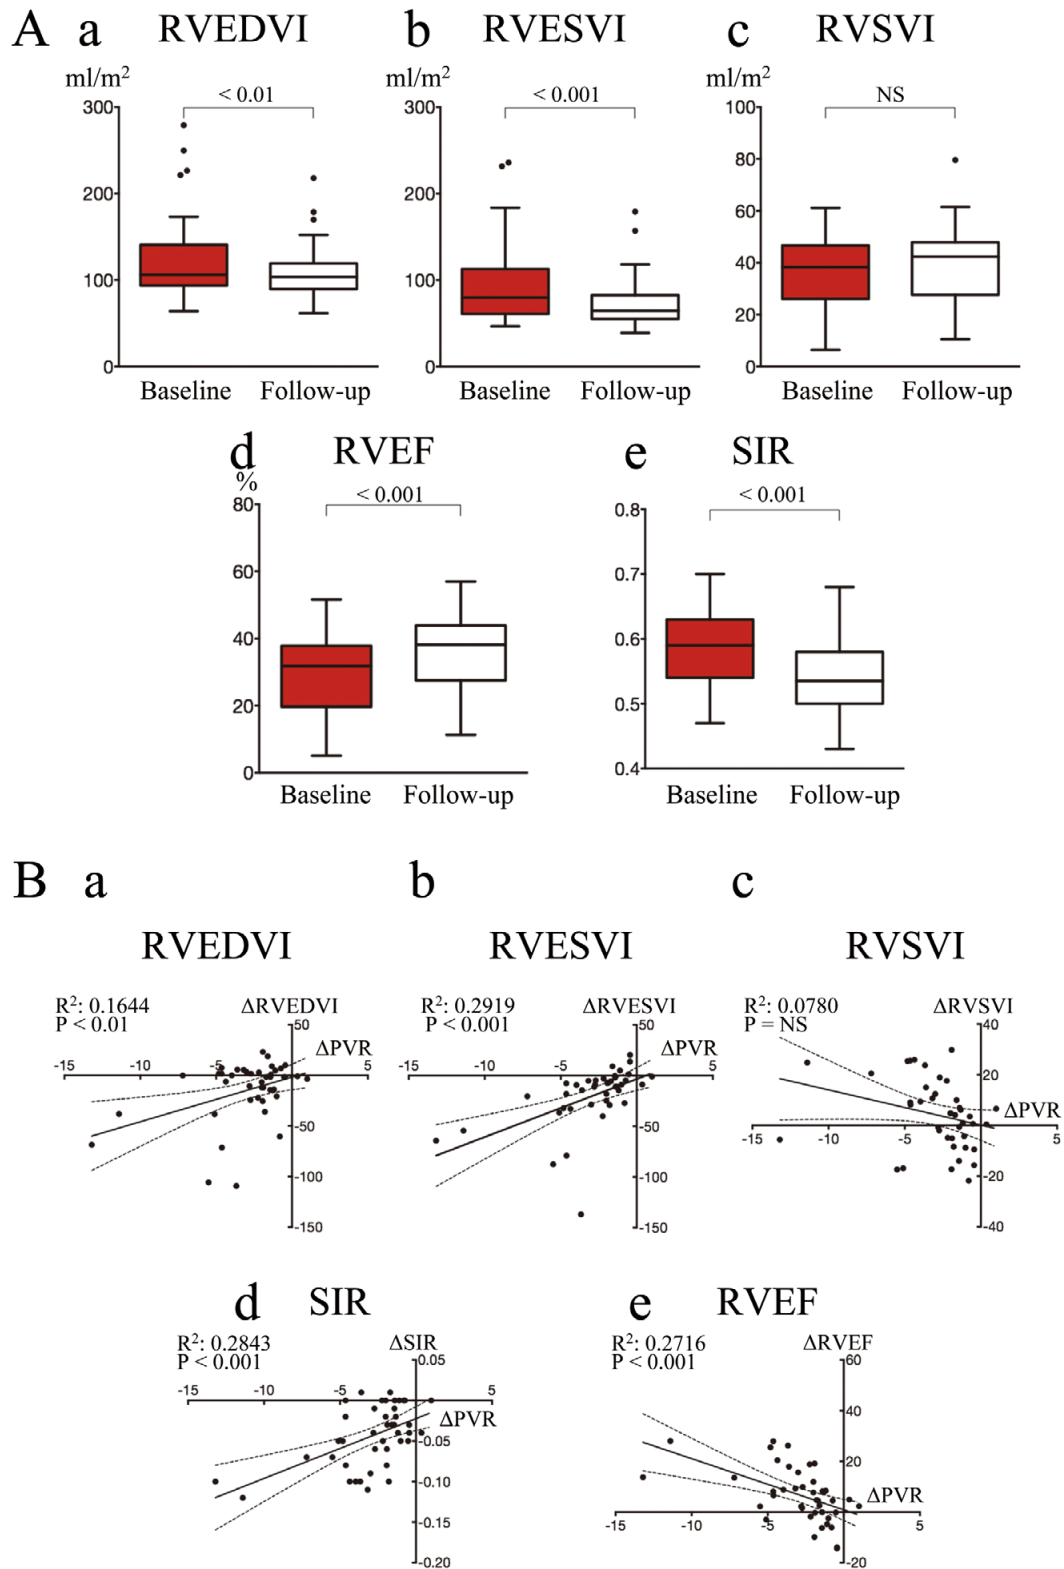 A a RVEDVI b RVESVI c RVSVI
ml/m² ml/m² ml/m²
300 < 0.01 300 < 0.001 100 NS
80
200 200
60
40
100 100
20
0 0 0
Baseline Follow-up Baseline Follow-up Baseline Follow-up
d RVEF e SIR
%
80 < 0.001 0.8 < 0.001
60 0.7
40 0.6
20 0.5
0 0.4
Baseline Follow-up Baseline Follow-up
B a b c
RVEDVI RVESVI RVSVI
R²: 0.1644 ΔRVEDVI R²: 0.2919 ΔRVESVI R²: 0.0780 ΔRVSVI
P < 0.01 50 P < 0.001 50 P = NS 40
ΔPVR ΔPVR
-15 -10 -5 5 -15 -10 -5 5 20
ΔPVR
-50 -50 -15 -10 -5 5
-100 -100 -20
-150 -150 -40
d SIR e RVEF
R²: 0.2843 ΔSIR R²: 0.2716 ΔRVEF
P < 0.001 0.05 P < 0.001 60
-15 -10 -5 5
ΔPVR 40
-0.05 20
-0.10 ΔPVR
-15 -10 -5 5
-0.15
-0.20 -20